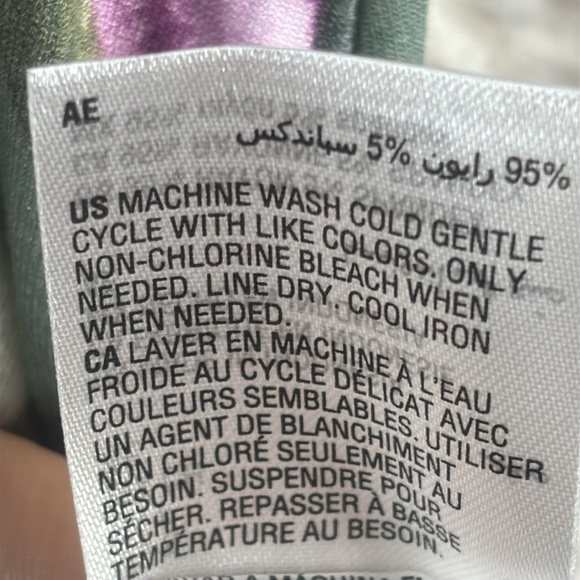 AE
95% رايون 5% سباندكس
US MACHINE WASH COLD GENTLE
CYCLE WITH LIKE COLORS. ONLY
NON-CHLORINE BLEACH WHEN
NEEDED. LINE DRY. COOL IRON
WHEN NEEDED.
CA LAVER EN MACHINE À L'EAU
FROIDE AU CYCLE DÉLICAT AVEC
COULEURS SEMBLABLES. UTILISER
UN AGENT DE BLANCHIMENT
NON CHLORÉ SEULEMENT AU
BESOIN. SUSPENDRE POUR
SÉCHER. REPASSER À BASSE
TEMPÉRATURE AU BESOIN.